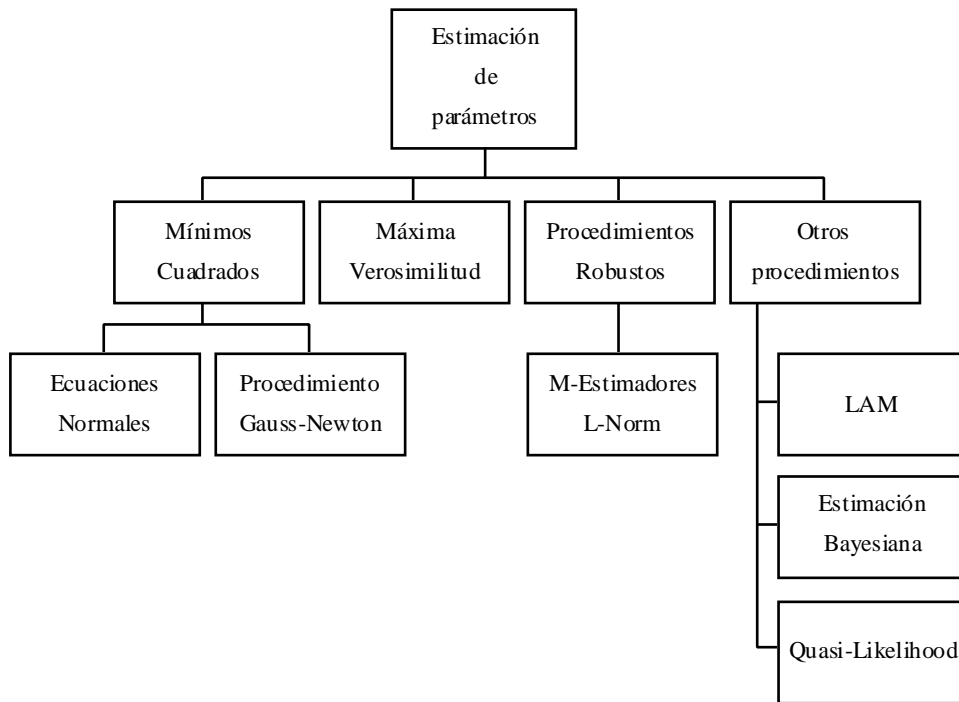 Estimación
de
parámetros
Mínimos
Cuadrados
Máxima
Verosimilitud
Procedimientos
Robustos
Otros
procedimientos
Ecuaciones
Normales
Procedimiento
Gauss-Newton
M-Estimadores
L-Norm
LAM
Estimación
Bayesiana
Quasi-Likelihood